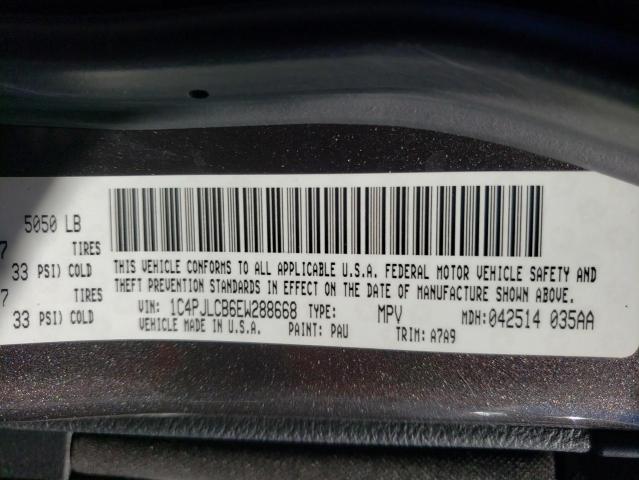 5050 LB
7 TIRES
33 PSI) COLD
7 TIRES
33 PSI) COLD
THIS VEHICLE CONFORMS TO ALL APPLICABLE U.S.A. FEDERAL MOTOR VEHICLE SAFETY AND
THEFT PREVENTION STANDARDS IN EFFECT ON THE DATE OF MANUFACTURE SHOWN ABOVE.
VIN: 1C4PJLCB6EW288668 TYPE: MPV MDH: 042514 035AA
VEHICLE MADE IN U.S.A. PAINT: PAU TRIM: A7A9